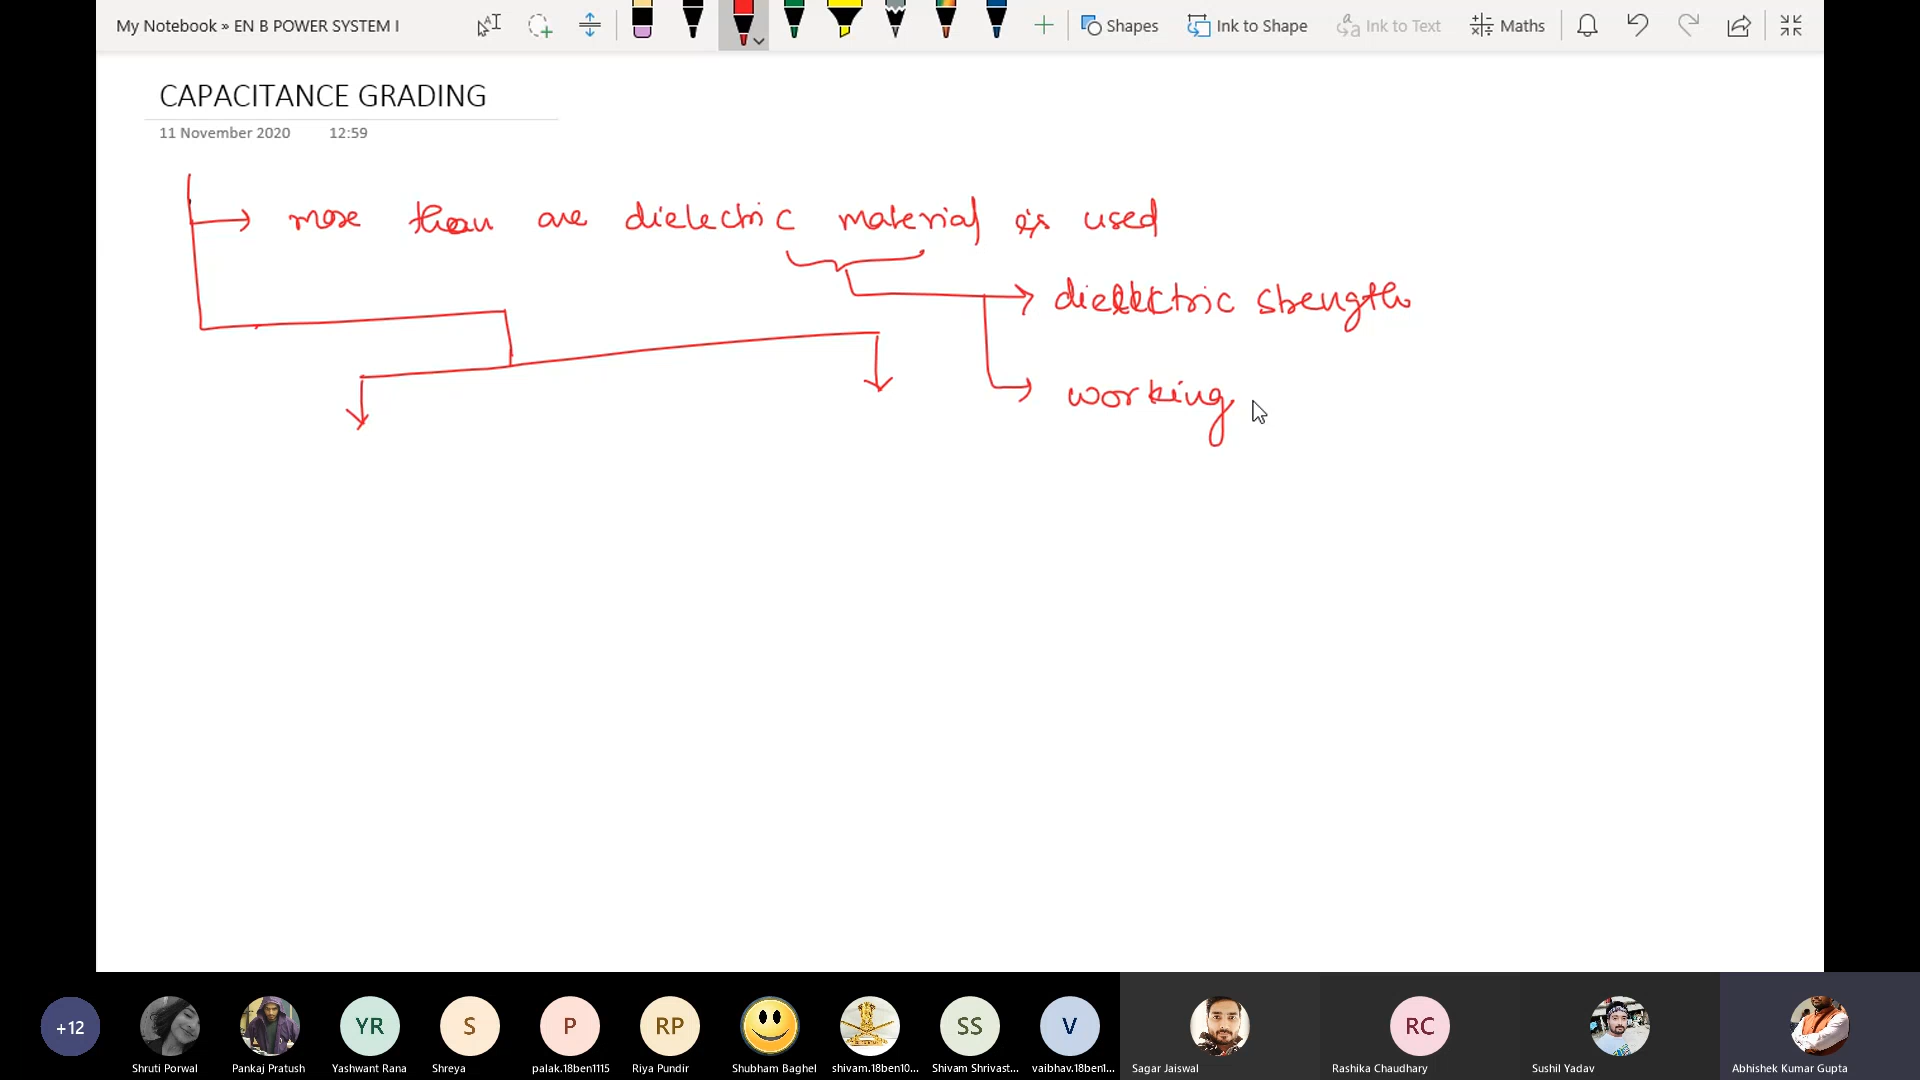 My Notebook » EN B POWER SYSTEM I
Shapes
Ink to Shape
Ink to Text
Maths
CAPACITANCE GRADING
11 November 2020 12:59
more than one dielectric material is used
dielectric strength
working
+12
YR
S
P
RP
SS
V
RC
Shruti Porwal
Pankaj Pratush
Yashwant Rana
Shreya
palak.18ben1115
Riya Pundir
Shubham Baghel
shivam.18ben10...
Shivam Shrivast...
vaibhav.18ben1...
Sagar Jaiswal
Rashika Chaudhary
Sushil Yadav
Abhishek Kumar Gupta